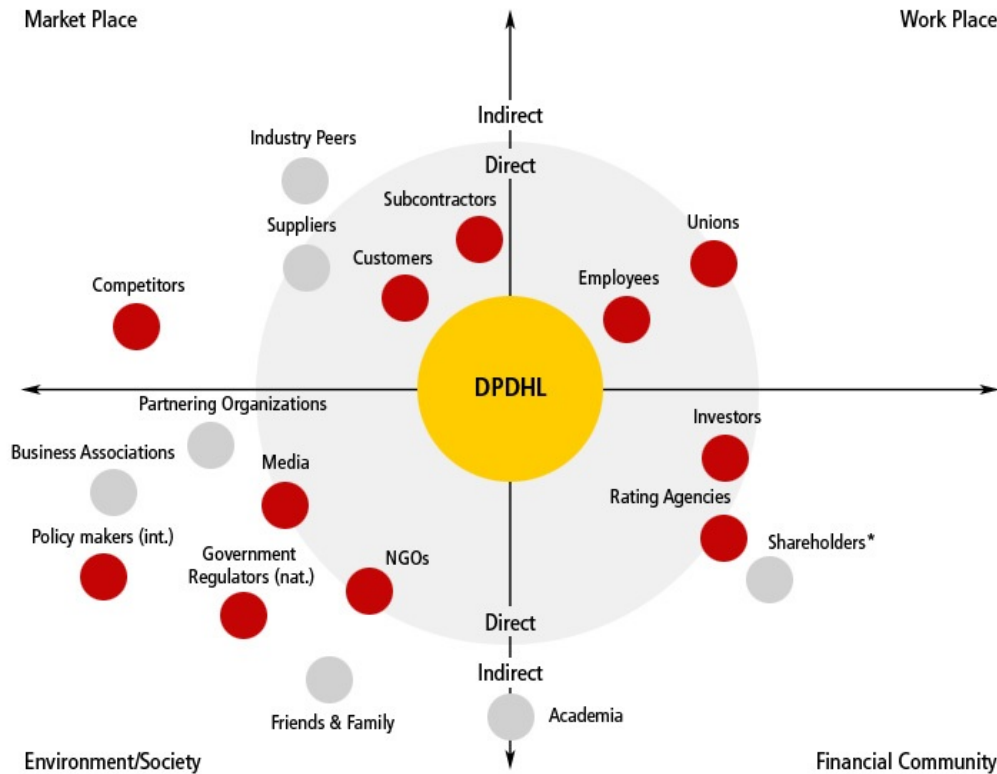 Market Place
Work Place
Indirect
Industry Peers
Direct
Subcontractors
Suppliers
Unions
Customers
Employees
Competitors
DPDHL
Partnering Organizations
Investors
Business Associations
Media
Rating Agencies
Policy makers (int.)
Shareholders*
Government
Regulators (nat.)
NGOs
Direct
Indirect
Friends & Family
Academia
Environment/Society
Financial Community